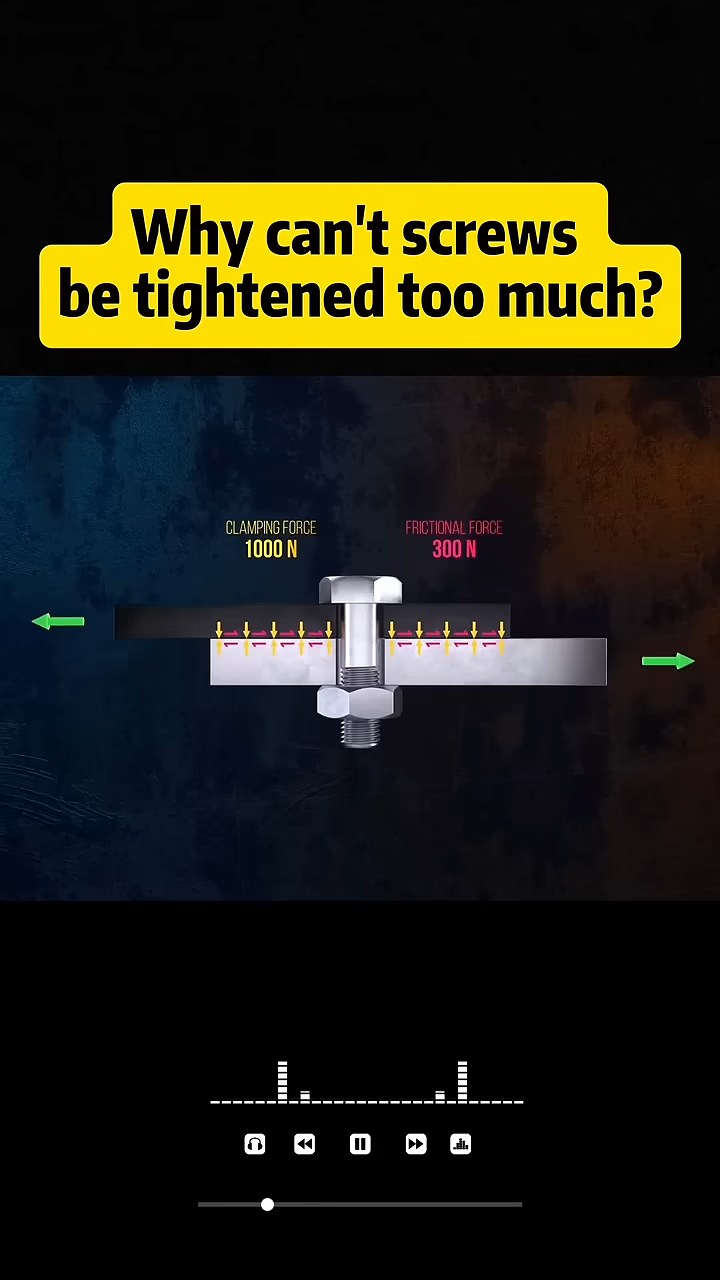 Why can't screws
be tightened too much?
CLAMPING FORCE
1000 N
FRICTIONAL FORCE
300 N